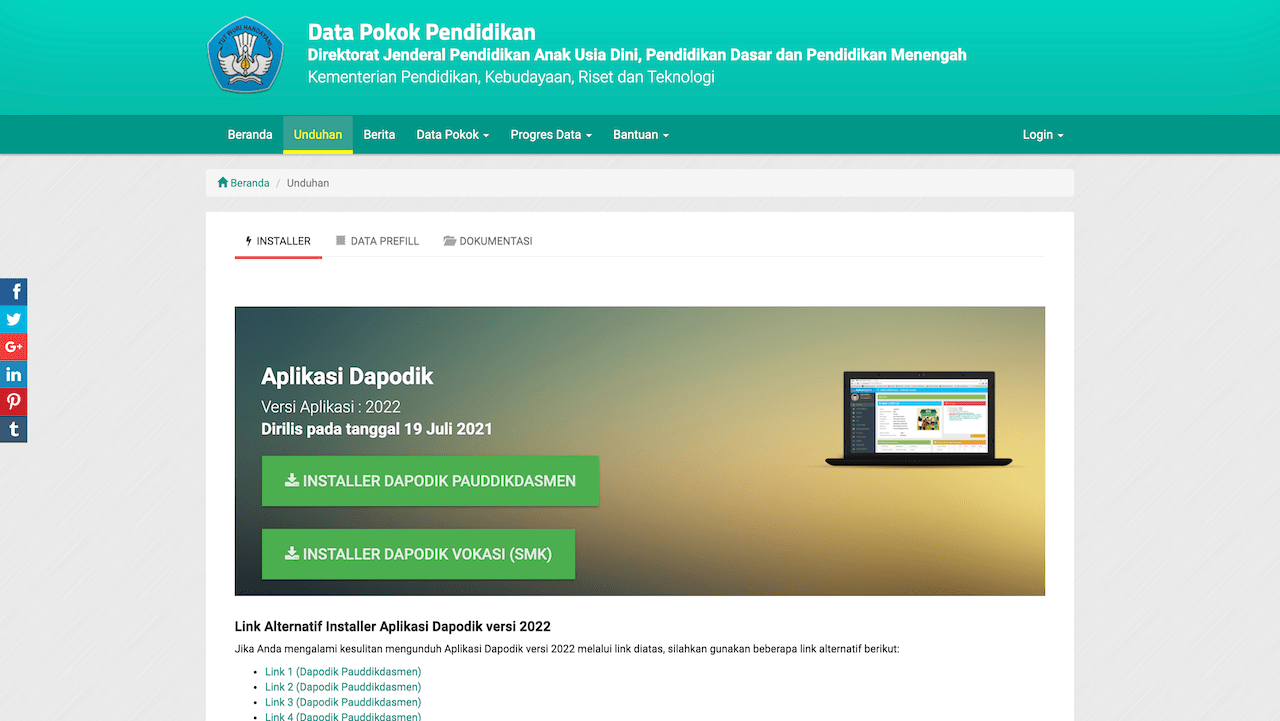 TUT WURI HANDAYANI
Data Pokok Pendidikan
Direktorat Jenderal Pendidikan Anak Usia Dini, Pendidikan Dasar dan Pendidikan Menengah
Kementerian Pendidikan, Kebudayaan, Riset dan Teknologi
Beranda Unduhan Berita Data Pokok Progres Data Bantuan Login
Beranda / Unduhan
INSTALLER DATA PREFILL DOKUMENTASI
f
G+
in
t
Aplikasi Dapodik
Versi Aplikasi : 2022
Dirilis pada tanggal 19 Juli 2021
INSTALLER DAPODIK PAUDDIKDASMEN
INSTALLER DAPODIK VOKASI (SMK)
Link Alternatif Installer Aplikasi Dapodik versi 2022
Jika Anda mengalami kesulitan mengunduh Aplikasi Dapodik versi 2022 melalui link diatas, silahkan gunakan beberapa link alternatif berikut:
• Link 1 (Dapodik Pauddikdasmen)
• Link 2 (Dapodik Pauddikdasmen)
• Link 3 (Dapodik Pauddikdasmen)
• Link 4 (Dapodik Pauddikdasmen)